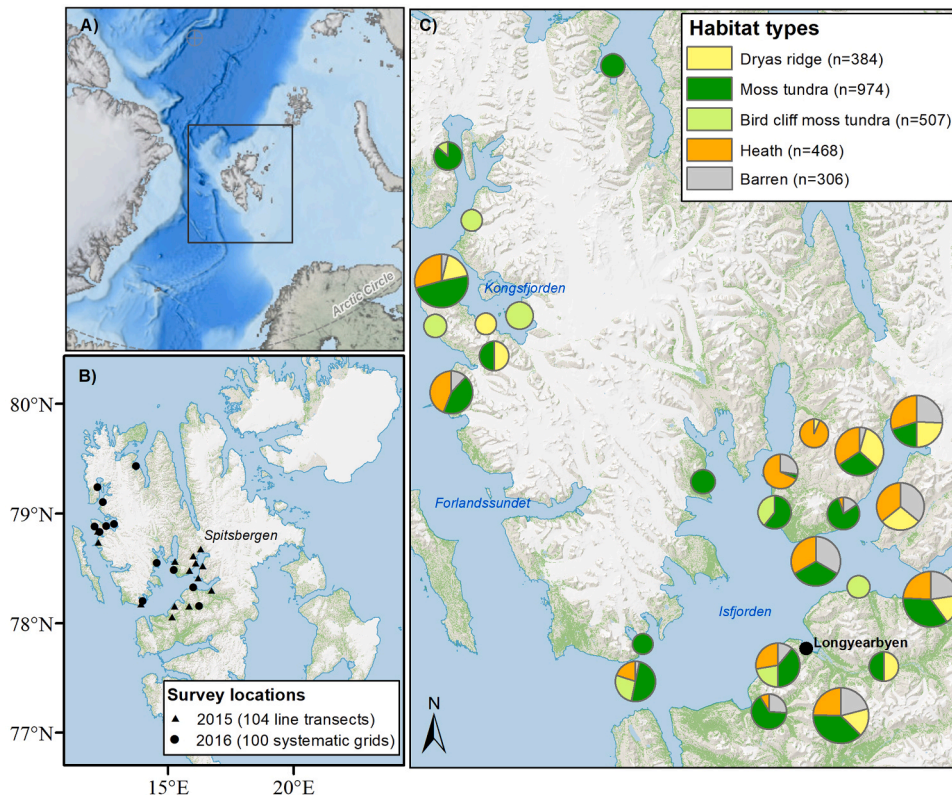 A)
Arctic Circle
B)
80°N
79°N
78°N
77°N
Spitsbergen
Survey locations
2015 (104 line transects)
2016 (100 systematic grids)
15°E
20°E
C)
Habitat types
Dryas ridge (n=384)
Moss tundra (n=974)
Bird cliff moss tundra (n=507)
Heath (n=468)
Barren (n=306)
Kongsfjorden
Forlandssundet
Isfjorden
Longyearbyen
N